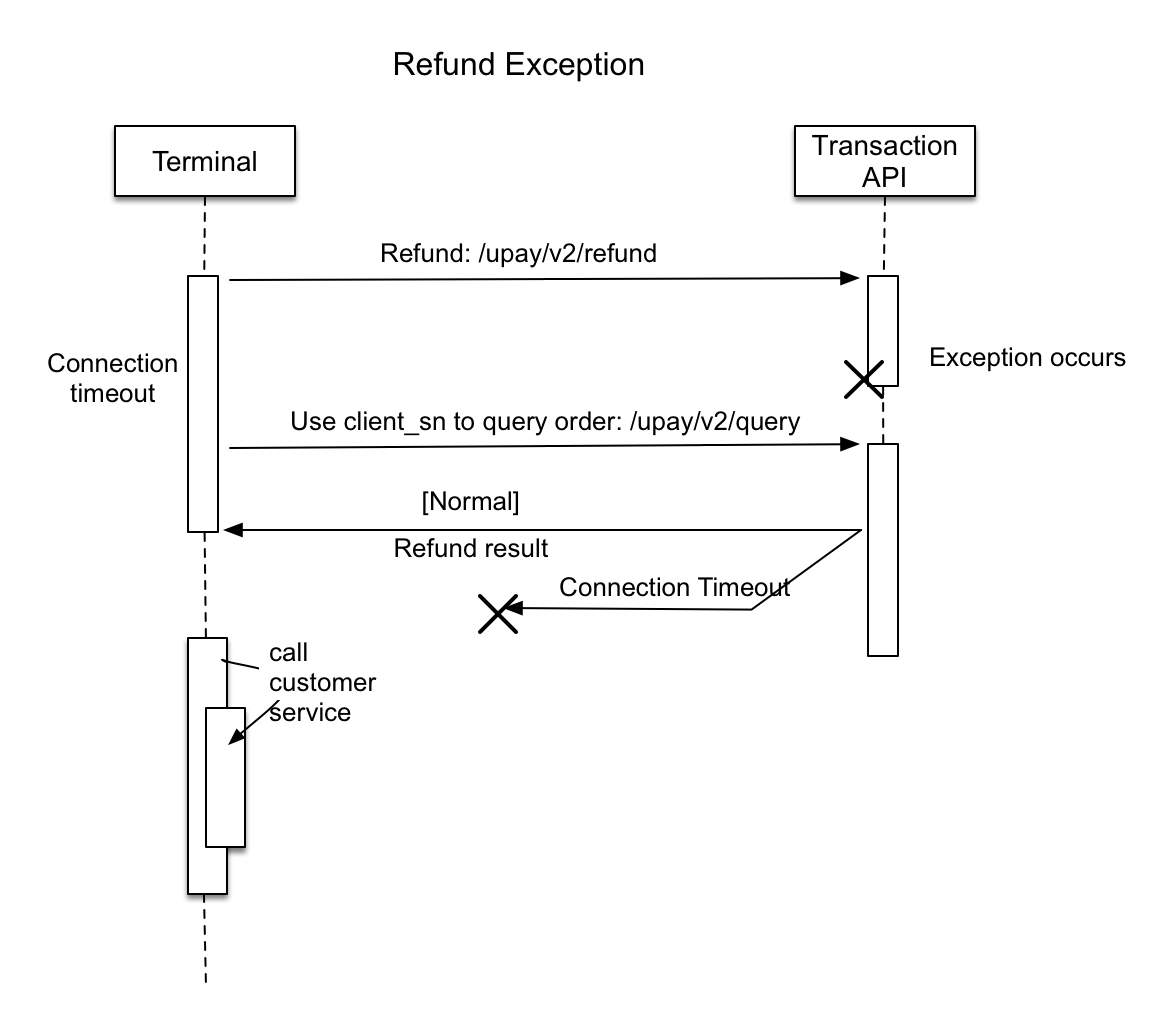 Refund Exception
Terminal
Transaction
API
Refund: /upay/v2/refund
Connection
timeout
Exception occurs
Use client_sn to query order: /upay/v2/query
[Normal]
Refund result
Connection Timeout
call
customer
service